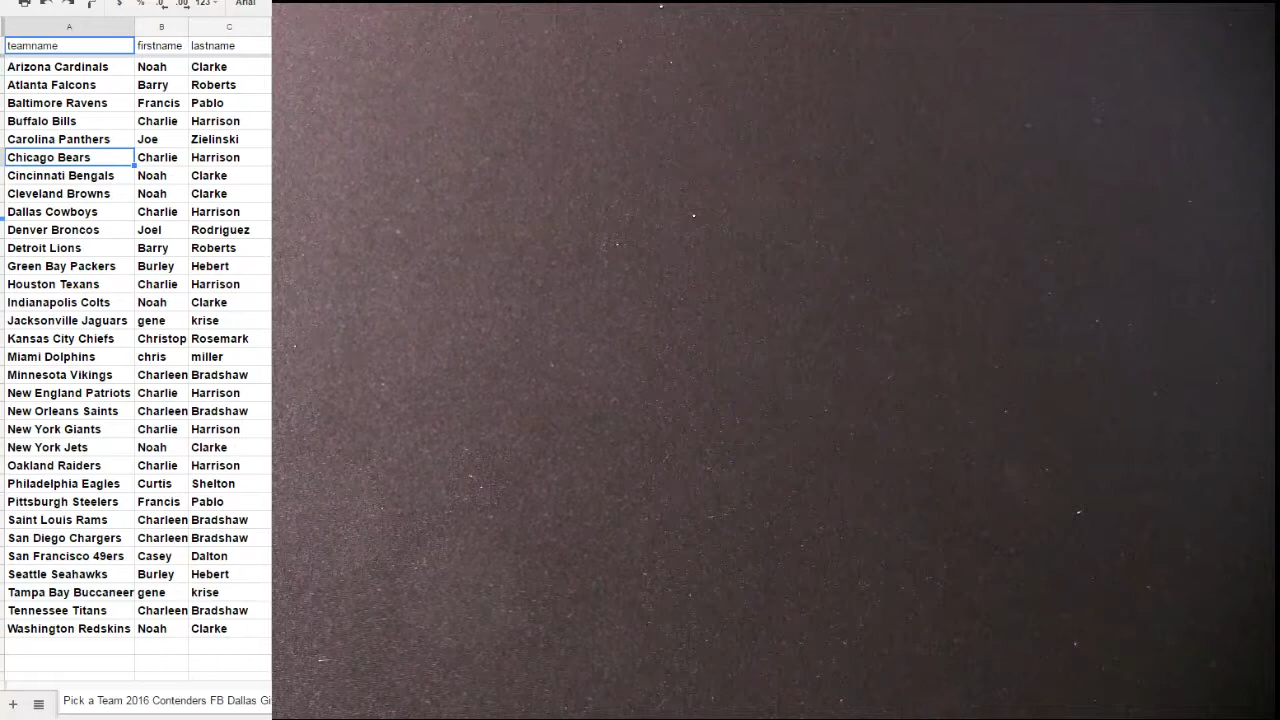 $ % .0 .00 123 Arial
A B C
teamname firstname lastname
Arizona Cardinals Noah Clarke
Atlanta Falcons Barry Roberts
Baltimore Ravens Francis Pablo
Buffalo Bills Charlie Harrison
Carolina Panthers Joe Zielinski
Chicago Bears Charlie Harrison
Cincinnati Bengals Noah Clarke
Cleveland Browns Noah Clarke
Dallas Cowboys Charlie Harrison
Denver Broncos Joel Rodriguez
Detroit Lions Barry Roberts
Green Bay Packers Burley Hebert
Houston Texans Charlie Harrison
Indianapolis Colts Noah Clarke
Jacksonville Jaguars gene krise
Kansas City Chiefs Christop Rosemark
Miami Dolphins chris miller
Minnesota Vikings Charleen Bradshaw
New England Patriots Charlie Harrison
New Orleans Saints Charleen Bradshaw
New York Giants Charlie Harrison
New York Jets Noah Clarke
Oakland Raiders Charlie Harrison
Philadelphia Eagles Curtis Shelton
Pittsburgh Steelers Francis Pablo
Saint Louis Rams Charleen Bradshaw
San Diego Chargers Charleen Bradshaw
San Francisco 49ers Casey Dalton
Seattle Seahawks Burley Hebert
Tampa Bay Buccaneer gene krise
Tennessee Titans Charleen Bradshaw
Washington Redskins Noah Clarke
Pick a Team 2016 Contenders FB Dallas Gi